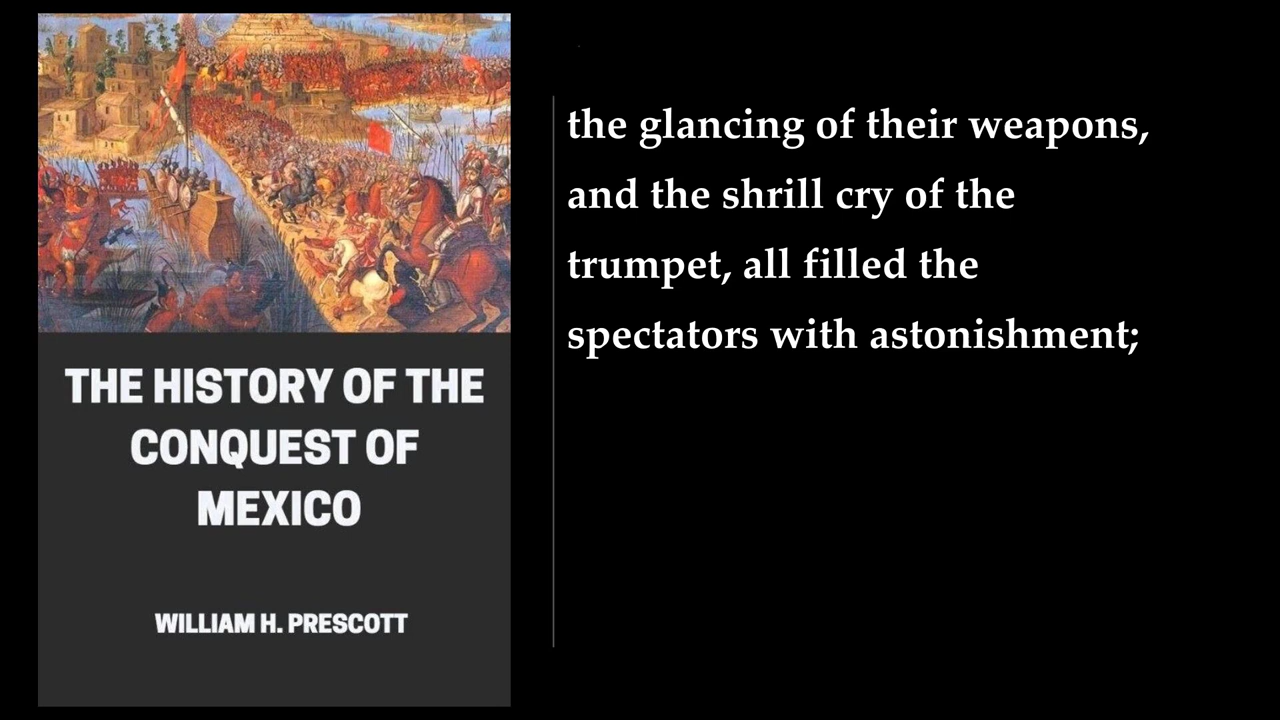 THE HISTORY OF THE
CONQUEST OF
MEXICO
WILLIAM H. PRESCOTT
the glancing of their weapons,
and the shrill cry of the
trumpet, all filled the
spectators with astonishment;